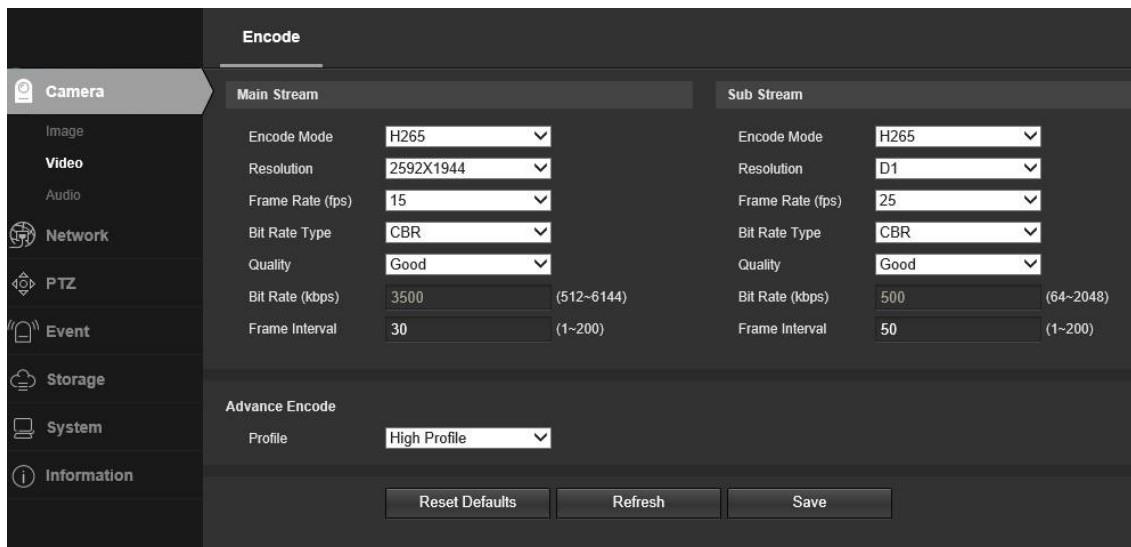 Encode
Camera
Image
Video
Audio
Network
PTZ
Event
Storage
System
Information
Main Stream
Encode Mode H265
Resolution 2592X1944
Frame Rate (fps) 15
Bit Rate Type CBR
Quality Good
Bit Rate (kbps) 3500 (512~6144)
Frame Interval 30 (1~200)
Sub Stream
Encode Mode H265
Resolution D1
Frame Rate (fps) 25
Bit Rate Type CBR
Quality Good
Bit Rate (kbps) 500 (64~2048)
Frame Interval 50 (1~200)
Advance Encode
Profile High Profile
Reset Defaults Refresh Save